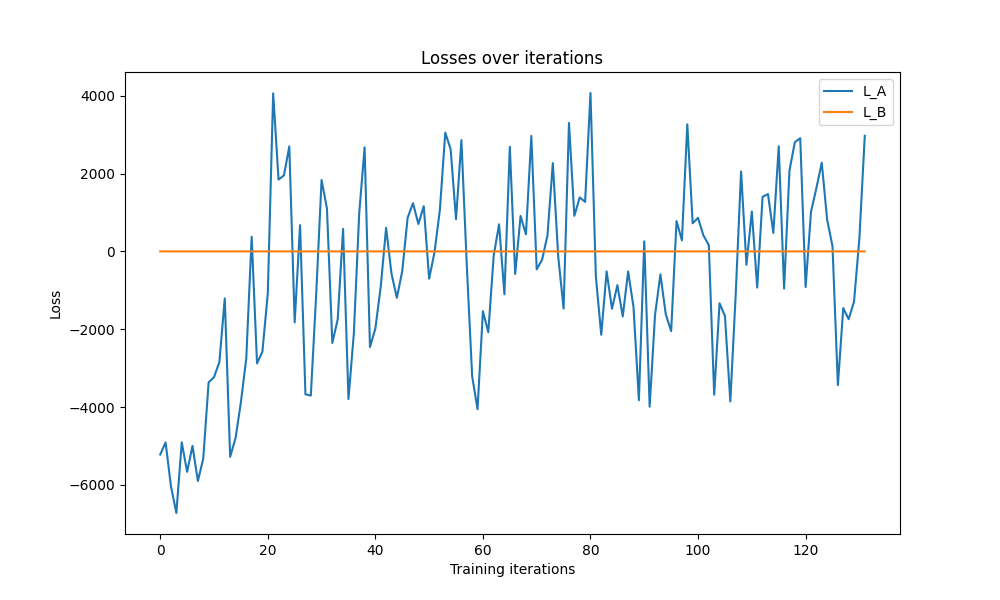 Losses over iterations
L_A
L_B
Loss
4000
2000
0
−2000
−4000
−6000
0 20 40 60 80 100 120
Training iterations